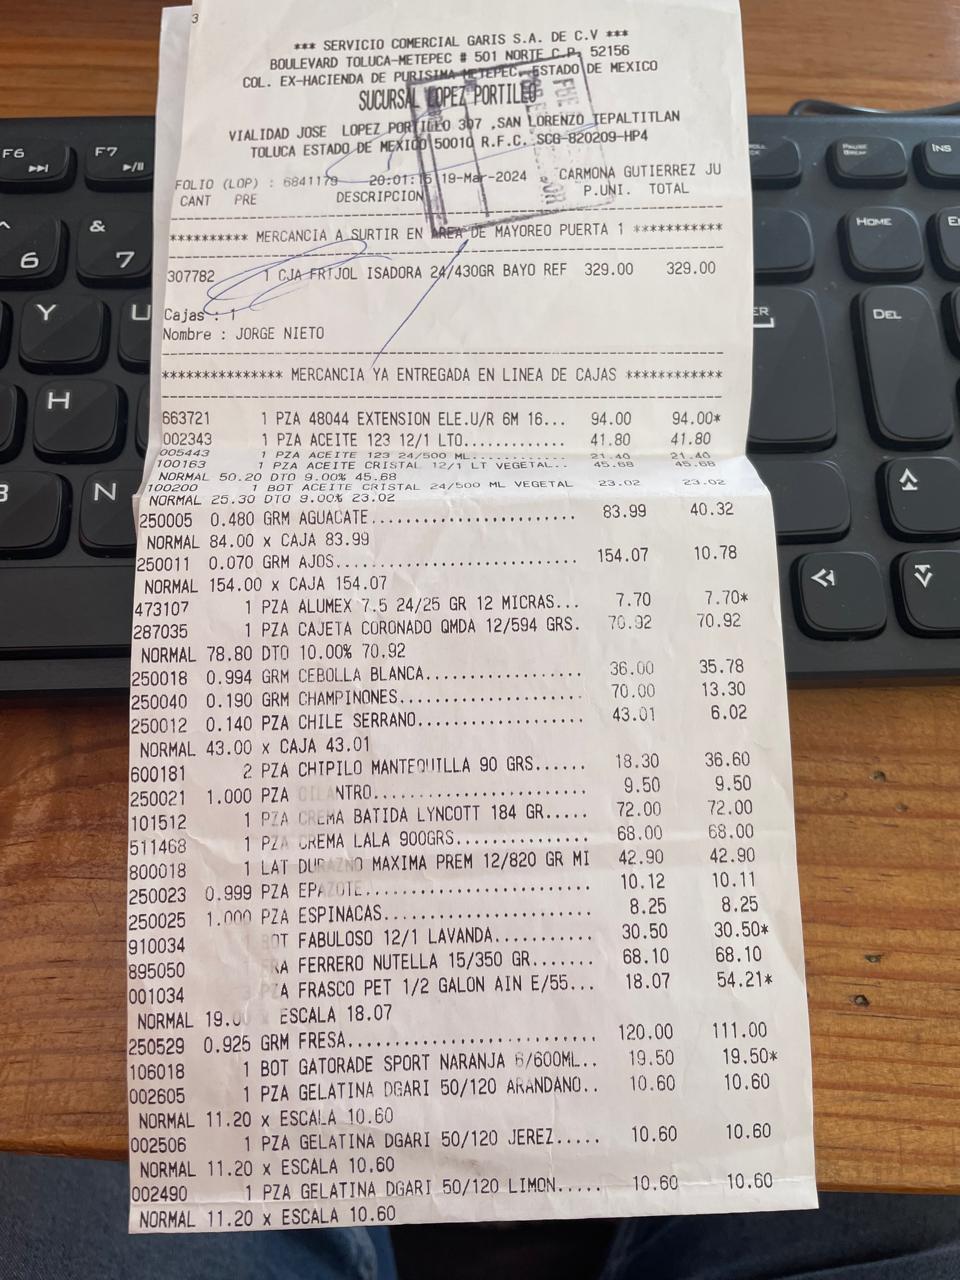 3
*** SERVICIO COMERCIAL GARIS S.A. DE C.V ***
BOULEVARD TOLUCA-METEPEC # 501 NORTE C.P. 52156
COL. EX-HACIENDA DE PURISIMA METEPEC, ESTADO DE MEXICO
SUCURSAL LOPEZ PORTILLO
VIALIDAD JOSE LOPEZ PORTILLO 307 ,SAN LORENZO TEPALTITLAN
TOLUCA ESTADO DE MEXICO 50010 R.F.C. SCG-820209-HP4
FOLIO (LOP) : 6841179 20:01:15 19-Mar-2024 CARMONA GUTIERREZ JU
CANT PRE DESCRIPCION P.UNI. TOTAL
********** MERCANCIA A SURTIR EN AREA DE MAYOREO PUERTA 1 **********
307782 1 CJA FRIJOL ISADORA 24/430GR BAYO REF 329.00 329.00
Cajas : 1
Nombre : JORGE NIETO
*************** MERCANCIA YA ENTREGADA EN LINEA DE CAJAS ************
663721 1 PZA 48044 EXTENSION ELE.U/R 6M 16... 94.00 94.00*
002343 1 PZA ACEITE 123 12/1 LTO............ 41.80 41.80
005443 1 PZA ACEITE 123 24/500 ML........... 21.40 21.40
100163 1 PZA ACEITE CRISTAL 12/1 LT VEGETAL.. 45.68 45.68
NORMAL 50.20 DTO 9.00% 45.68
100200 1 BOT ACEITE CRISTAL 24/500 ML VEGETAL 23.02 23.02
NORMAL 25.30 DTO 9.00% 23.02
250005 0.480 GRM AGUACATE........................ 83.99 40.32
NORMAL 84.00 x CAJA 83.99
250011 0.070 GRM AJOS............................ 154.07 10.78
NORMAL 154.00 x CAJA 154.07
473107 1 PZA ALUMEX 7.5 24/25 GR 12 MICRAS... 7.70 7.70*
287035 1 PZA CAJETA CORONADO QMDA 12/594 GRS. 70.92 70.92
NORMAL 78.80 DTO 10.00% 70.92
250018 0.994 GRM CEBOLLA BLANCA.................. 36.00 35.78
250040 0.190 GRM CHAMPINONES..................... 70.00 13.30
250012 0.140 PZA CHILE SERRANO................... 43.01 6.02
NORMAL 43.00 x CAJA 43.01
600181 2 PZA CHIPILO MANTEQUILLA 90 GRS...... 18.30 36.60
250021 1.000 PZA CILANTRO........................ 9.50 9.50
101512 1 PZA CREMA BATIDA LYNCOTT 184 GR..... 72.00 72.00
511468 1 PZA CREMA LALA 900GRS............... 68.00 68.00
800018 1 LAT DURAZNO MAXIMA PREM 12/820 GR MI 42.90 42.90
250023 0.999 PZA EPAZOTE......................... 10.12 10.11
250025 1.000 PZA ESPINACAS....................... 8.25 8.25
910034 BOT FABULOSO 12/1 LAVANDA........... 30.50 30.50*
895050 FRA FERRERO NUTELLA 15/350 GR....... 68.10 68.10
001034 3 PZA FRASCO PET 1/2 GALON AIN E/55... 18.07 54.21*
NORMAL 19.00 x ESCALA 18.07
250529 0.925 GRM FRESA........................... 120.00 111.00
106018 1 BOT GATORADE SPORT NARANJA 6/600ML.. 19.50 19.50*
002605 1 PZA GELATINA DGARI 50/120 ARANDANO.. 10.60 10.60
NORMAL 11.20 x ESCALA 10.60
002506 1 PZA GELATINA DGARI 50/120 JEREZ..... 10.60 10.60
NORMAL 11.20 x ESCALA 10.60
002490 1 PZA GELATINA DGARI 50/120 LIMON..... 10.60 10.60
NORMAL 11.20 x ESCALA 10.60
F6
F7
^
6
&
7
Y
U
H
B
N
PAUSE
BREAK
INS
HOME
DEL